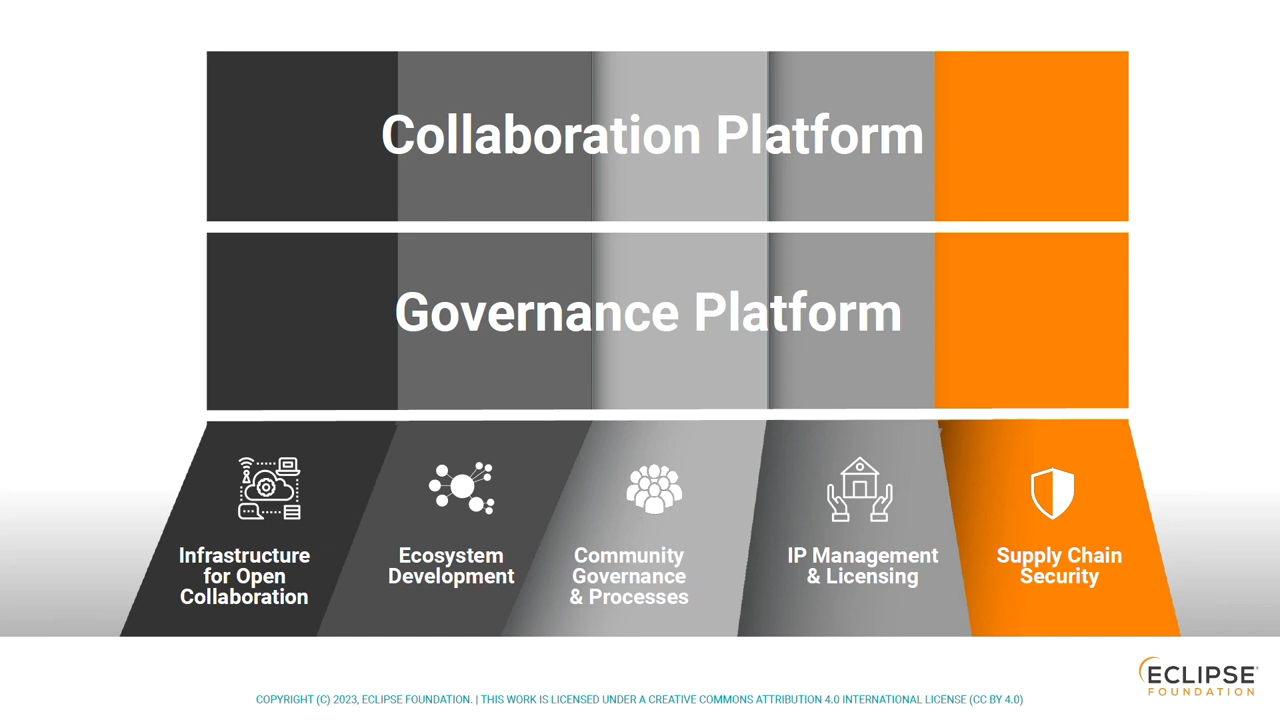 Collaboration Platform
Governance Platform
Infrastructure
for Open
Collaboration
Ecosystem
Development
Community
Governance
& Processes
IP Management
& Licensing
Supply Chain
Security
ECLIPSE
FOUNDATION
COPYRIGHT (C) 2023, ECLIPSE FOUNDATION. | THIS WORK IS LICENSED UNDER A CREATIVE COMMONS ATTRIBUTION 4.0 INTERNATIONAL LICENSE (CC BY 4.0)